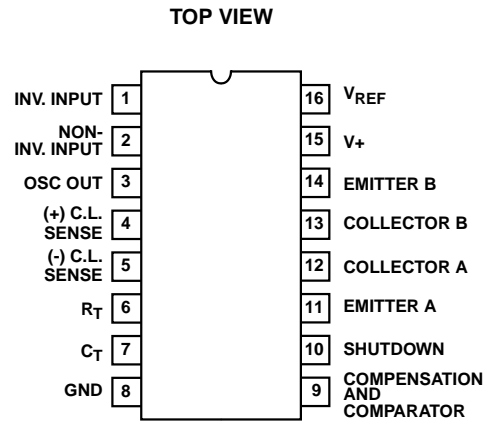 TOP VIEW
INV. INPUT 1
NON-
INV. INPUT 2
OSC OUT 3
(+) C.L.
SENSE 4
(-) C.L.
SENSE 5
RT 6
CT 7
GND 8
16 VREF
15 V+
14 EMITTER B
13 COLLECTOR B
12 COLLECTOR A
11 EMITTER A
10 SHUTDOWN
9 COMPENSATION
AND
COMPARATOR